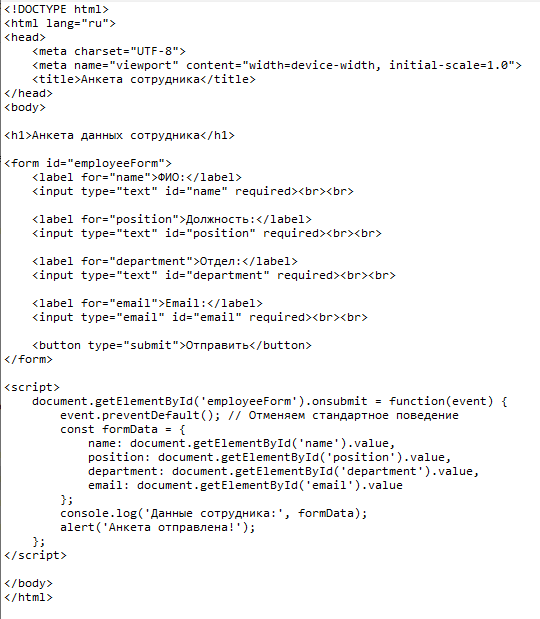 <!DOCTYPE html>
<html lang="ru">
<head>
    <meta charset="UTF-8">
    <meta name="viewport" content="width=device-width, initial-scale=1.0">
    <title>Анкета сотрудника</title>
</head>
<body>

<h1>Анкета данных сотрудника</h1>

<form id="employeeForm">
    <label for="name">ФИО:</label>
    <input type="text" id="name" required><br><br>

    <label for="position">Должность:</label>
    <input type="text" id="position" required><br><br>

    <label for="department">Отдел:</label>
    <input type="text" id="department" required><br><br>

    <label for="email">Email:</label>
    <input type="email" id="email" required><br><br>

    <button type="submit">Отправить</button>
</form>

<script>
    document.getElementById('employeeForm').onsubmit = function(event) {
        event.preventDefault(); // Отменяем стандартное поведение
        const formData = {
            name: document.getElementById('name').value,
            position: document.getElementById('position').value,
            department: document.getElementById('department').value,
            email: document.getElementById('email').value
        };
        console.log('Данные сотрудника:', formData);
        alert('Анкета отправлена!');
    };
</script>

</body>
</html>